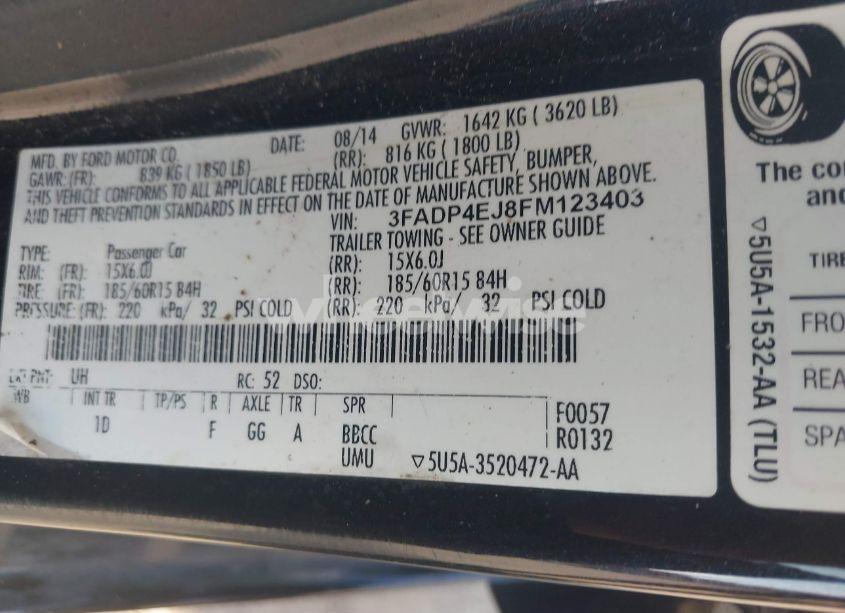 MFD. BY FORD MOTOR CO. DATE: 08/14 GVWR: 1642 KG ( 3620 LB)
GAWR: (FR): 839 KG ( 1850 LB) (RR): 816 KG ( 1800 LB)
THIS VEHICLE CONFORMS TO ALL APPLICABLE FEDERAL MOTOR VEHICLE SAFETY, BUMPER,
AND THEFT PREVENTION STANDARDS IN EFFECT ON THE DATE OF MANUFACTURE SHOWN ABOVE.
VIN: 3FADP4EJ8FM123403
TYPE: Passenger Car TRAILER TOWING - SEE OWNER GUIDE
RIM: (FR): 15X6.0J (RR): 15X6.0J
TIRE: (FR): 185/60R15 84H (RR): 185/60R15 84H
PRESSURE: (FR): 220 kPa/ 32 PSI COLD (RR): 220 kPa/ 32 PSI COLD
wheelwise
EXT PNT: UH RC: 52 DSO:
WB INT TR TP/PS R AXLE TR SPR
1D F GG A BBCC
UMU ▽5U5A-3520472-AA
F0057
R0132
The co
and
TIRE
FRO
REA
SPA
▽5U5A-1532-AA (TLU)